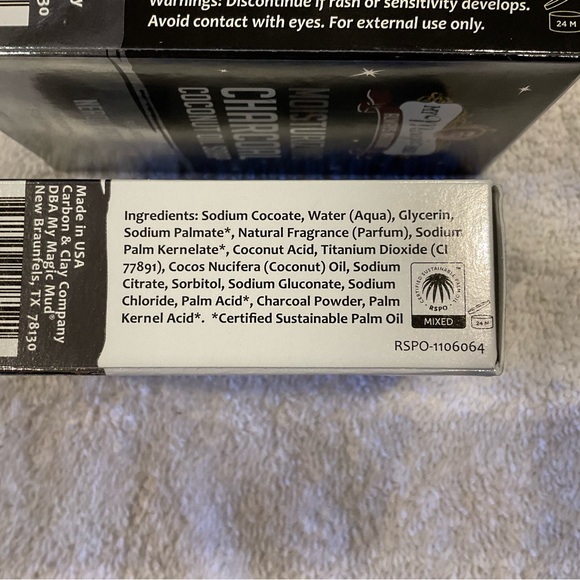 Warnings: Discontinue if rash or sensitivity develops.
Avoid contact with eyes. For external use only.
24 M
30
CHARCOAL
Made in USA
Carbon & Clay Company
DBA My Magic Mud®
New Braunfels, TX 78130
Ingredients: Sodium Cocoate, Water (Aqua), Glycerin,
Sodium Palmate*, Natural Fragrance (Parfum), Sodium
Palm Kernelate*, Coconut Acid, Titanium Dioxide (CI
77891), Cocos Nucifera (Coconut) Oil, Sodium
Citrate, Sorbitol, Sodium Gluconate, Sodium
Chloride, Palm Acid*, Charcoal Powder, Palm
Kernel Acid*. *Certified Sustainable Palm Oil
CERTIFIED SUSTAINABLE PALM OIL
RSPO
MIXED
24 M
RSPO-1106064